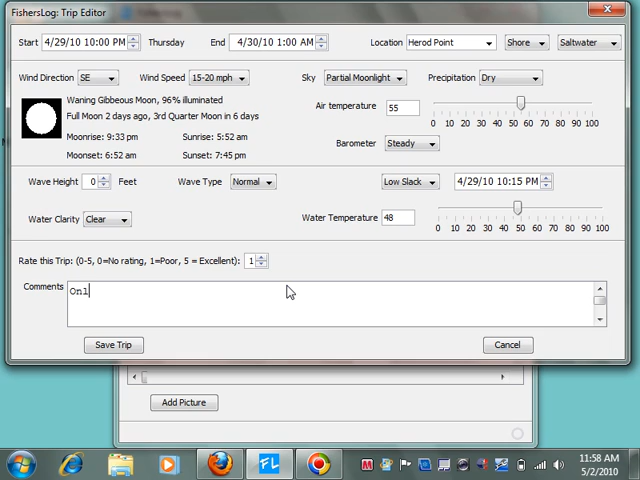 FishersLog: Trip Editor
Start 4/29/10 10:00 PM Thursday End 4/30/10 1:00 AM Location Herod Point Shore Saltwater
Wind Direction SE Wind Speed 15-20 mph Sky Partial Moonlight Precipitation Dry
Waning Gibbeous Moon, 96% illuminated
Full Moon 2 days ago, 3rd Quarter Moon in 6 days
Moonrise: 9:33 pm Sunrise: 5:52 am
Moonset: 6:52 am Sunset: 7:45 pm
Air temperature 55
0 10 20 30 40 50 60 70 80 90 100
Barometer Steady
Wave Height 0 Feet Wave Type Normal Low Slack 4/29/10 10:15 PM
Water Clarity Clear Water Temperature 48
0 10 20 30 40 50 60 70 80 90 100
Rate this Trip: (0-5, 0=No rating, 1=Poor, 5 = Excellent): 1
Comments Onl
Save Trip Cancel
Add Picture
FL
11:58 AM
5/2/2010